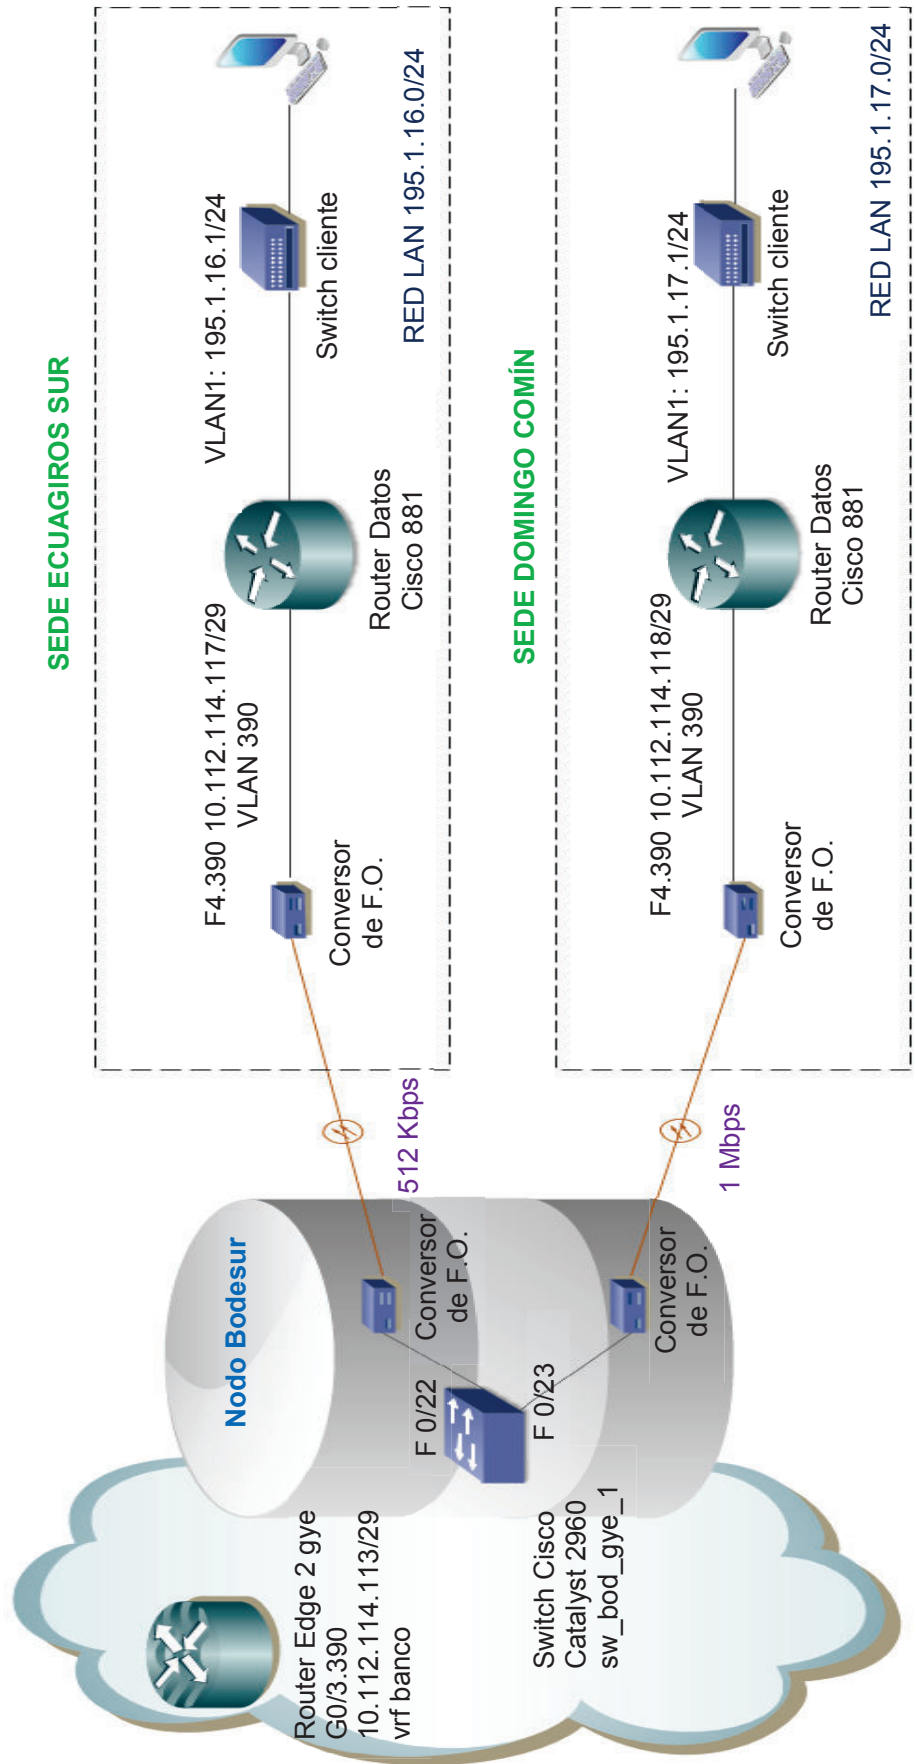 Router Edge 2 gye
G0/3.390
10.112.114.113/29
vrf banco
Nodo Bodesur
F 0/22
F 0/23
Switch Cisco
Catalyst 2960
sw_bod_gye_1
Conversor
de F.O.
Conversor
de F.O.
512 Kbps
1 Mbps
SEDE ECUAGIROS SUR
Conversor
de F.O.
F4.390 10.112.114.117/29
VLAN 390
Router Datos
Cisco 881
VLAN1: 195.1.16.1/24
Switch cliente
RED LAN 195.1.16.0/24
SEDE DOMINGO COMÍN
Conversor
de F.O.
F4.390 10.112.114.118/29
VLAN 390
Router Datos
Cisco 881
VLAN1: 195.1.17.1/24
Switch cliente
RED LAN 195.1.17.0/24